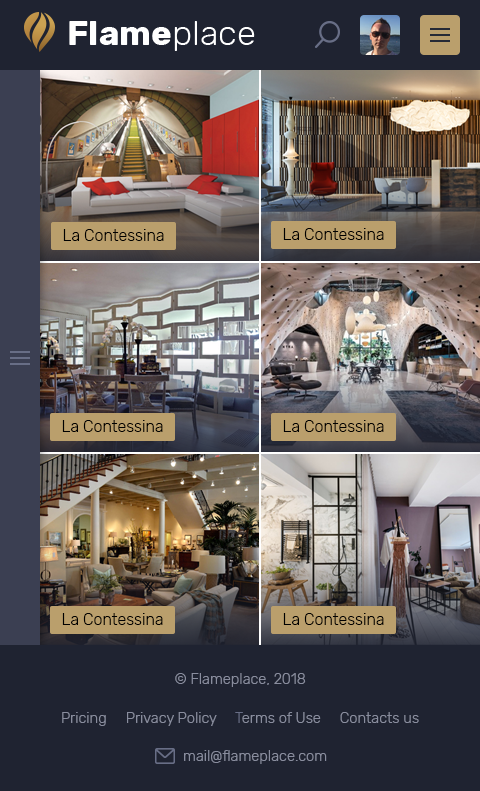 Flameplace
La Contessina
La Contessina
La Contessina
La Contessina
La Contessina
La Contessina
© Flameplace, 2018
Pricing Privacy Policy Terms of Use Contacts us
mail@flameplace.com